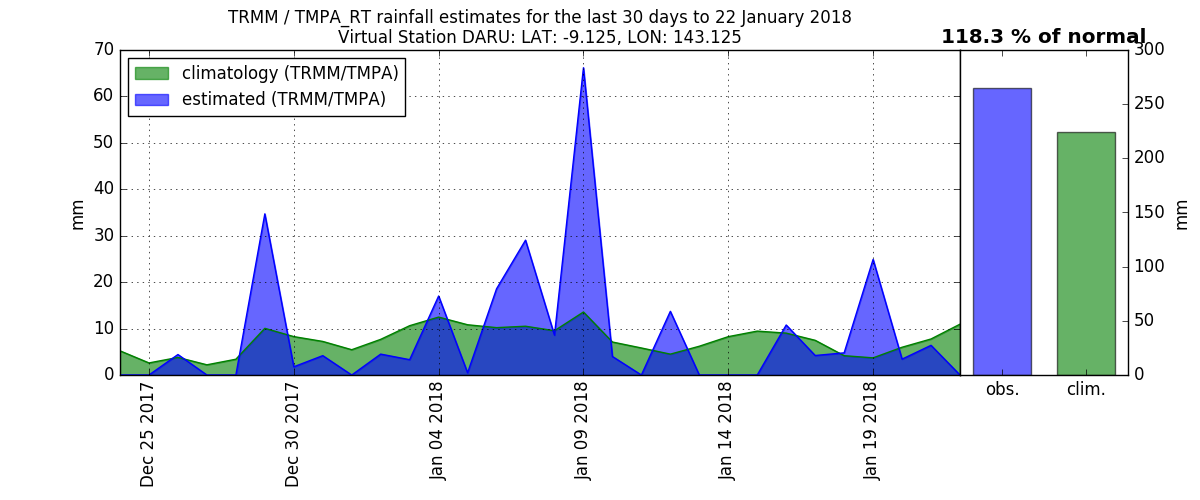 TRMM / TMPA_RT rainfall estimates for the last 30 days to 22 January 2018
Virtual Station DARU: LAT: -9.125, LON: 143.125
118.3 % of normal
climatology (TRMM/TMPA)
estimated (TRMM/TMPA)
70
60
50
40
30
20
10
0
mm
Dec 25 2017
Dec 30 2017
Jan 04 2018
Jan 09 2018
Jan 14 2018
Jan 19 2018
obs.
clim.
300
250
200
150
100
50
0
mm